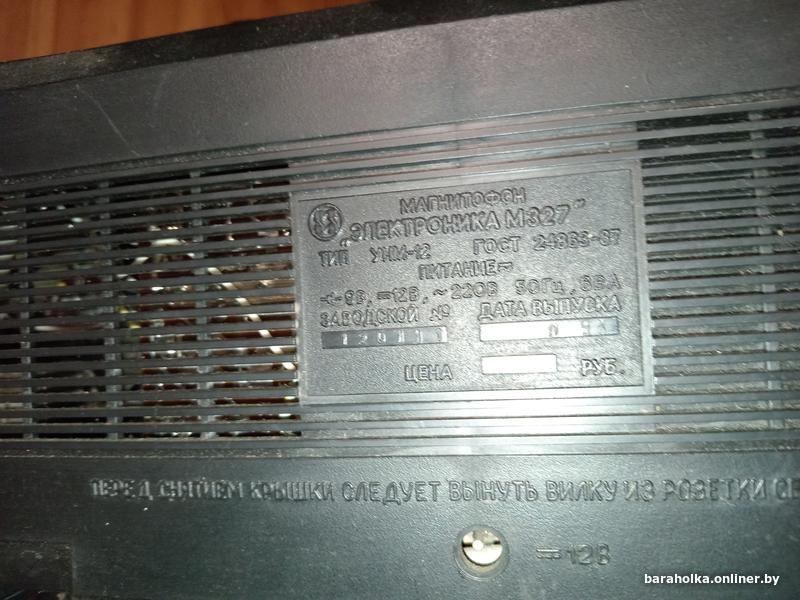 МАГНИТОФОН
„ЭЛЕКТРОНИКА М327"
ТИП УНМ-12 ГОСТ 24863-87
ПИТАНИЕ
9В, =12В, ~220В 50Гц, 8ВА
ЗАВОДСКОЙ № ДАТА ВЫПУСКА
ЦЕНА РУБ.
ПЕРЕД СНЯТИЕМ КРЫШКИ СЛЕДУЕТ ВЫНУТЬ ВИЛКУ ИЗ РОЗЕТКИ
=12В
baraholka.onliner.by